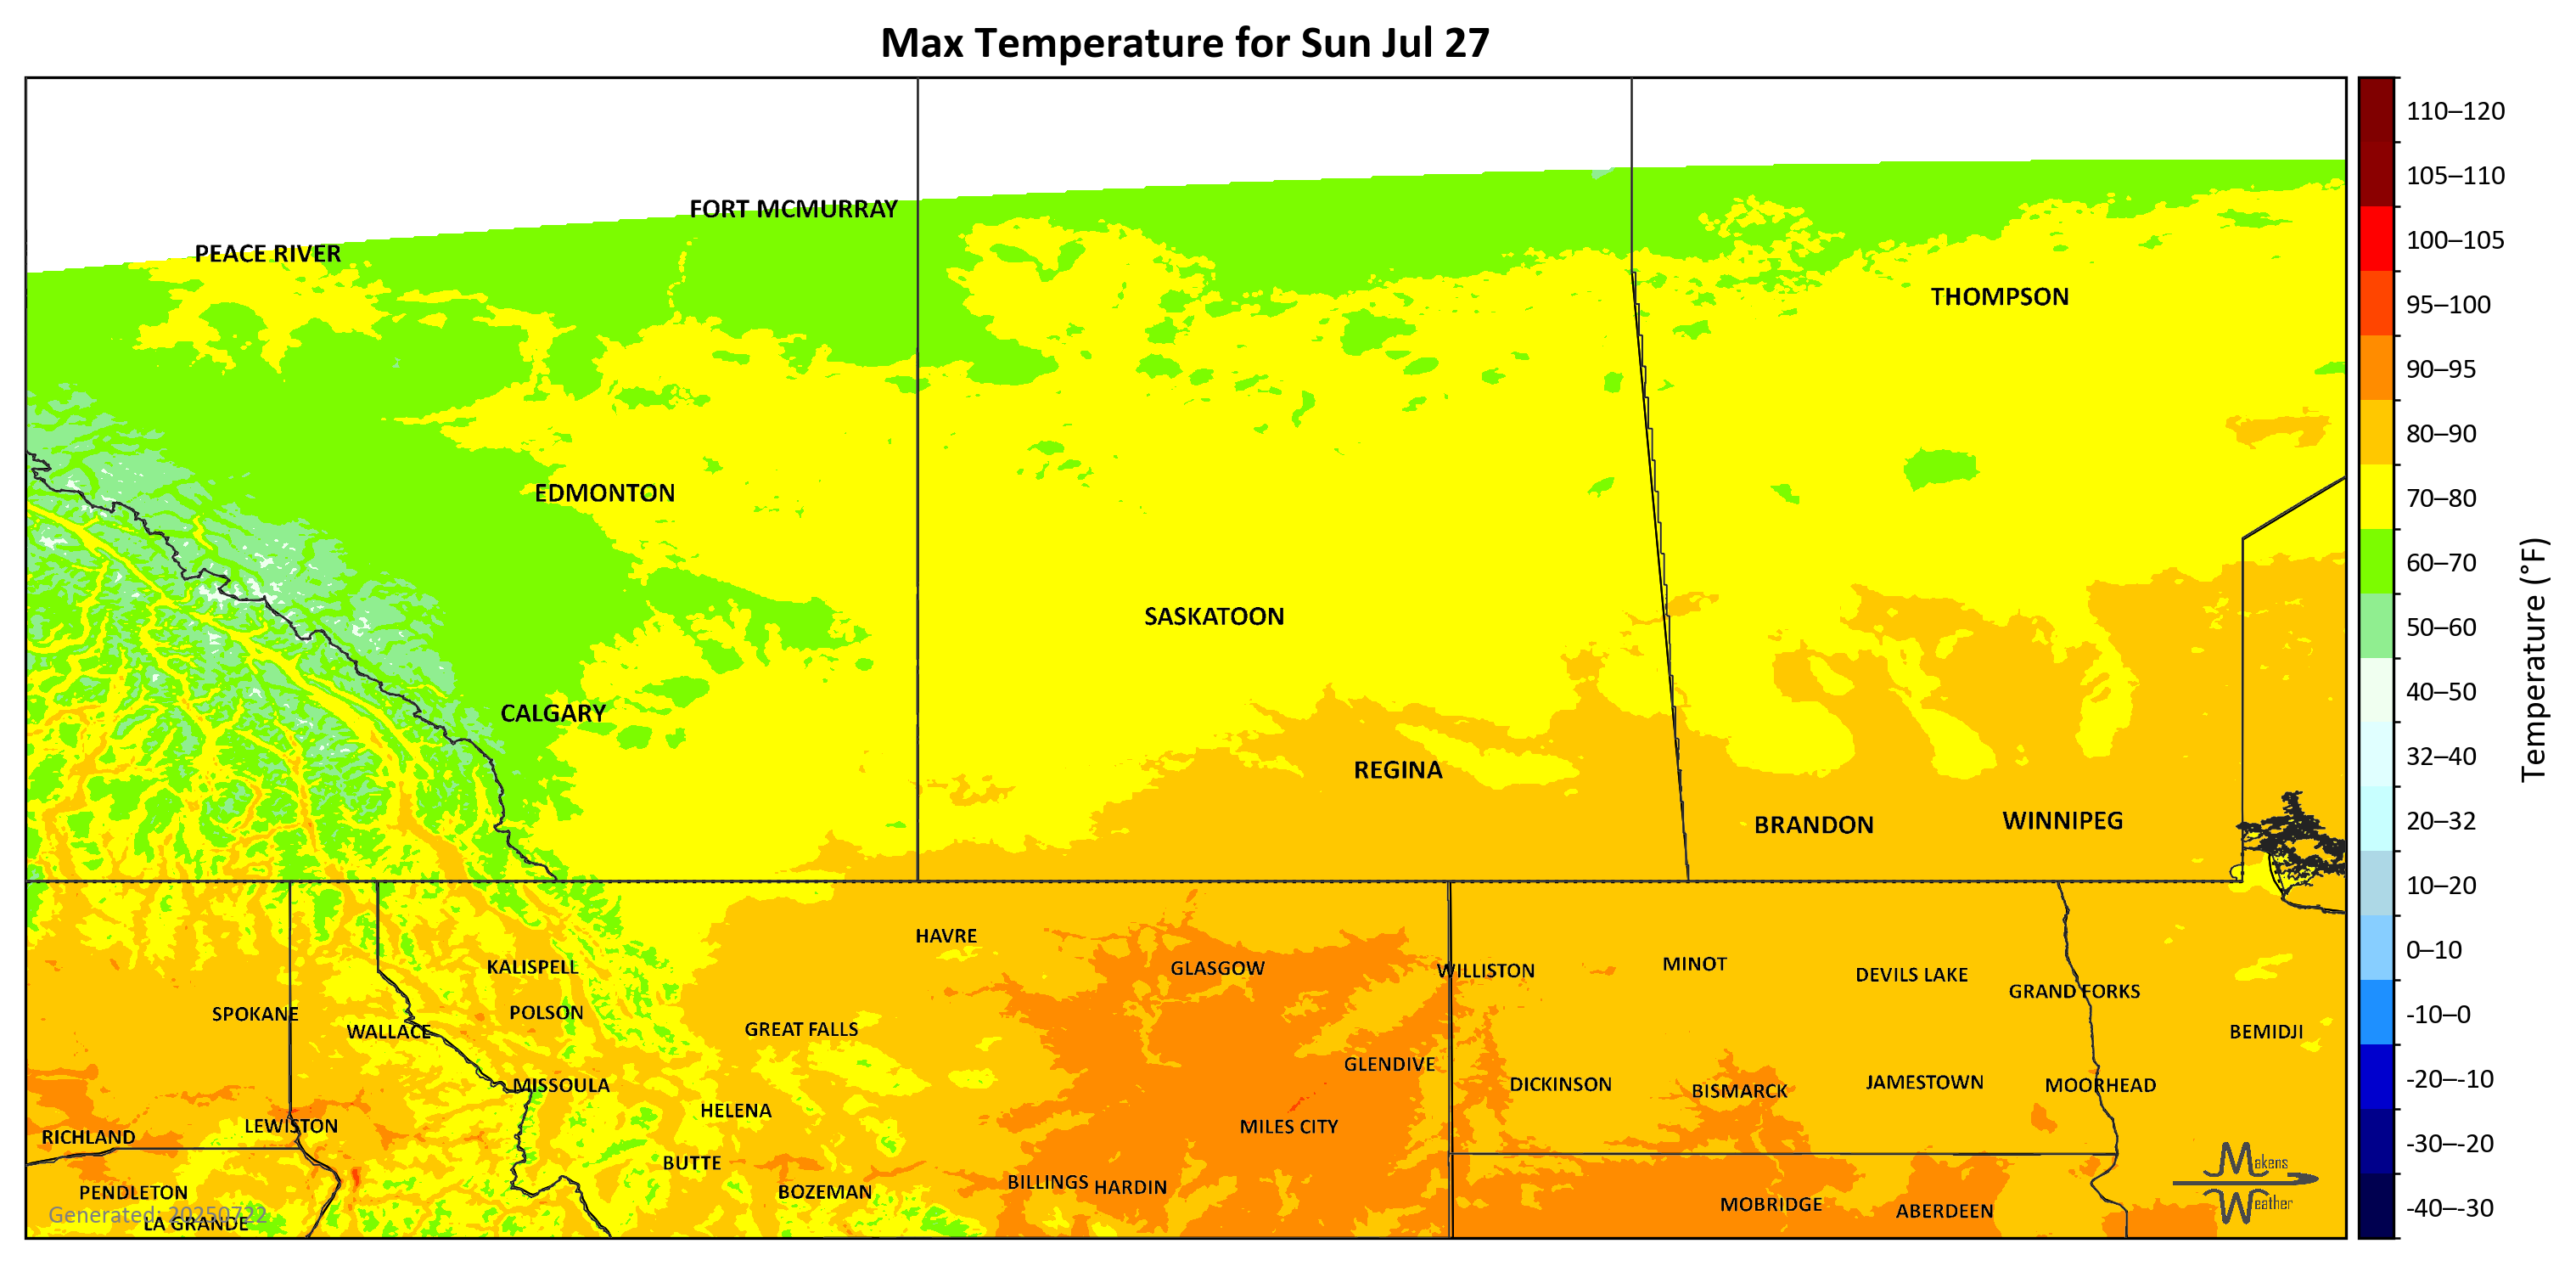 Max Temperature for Sun Jul 27
110–120
105–110
100–105
95–100
90–95
80–90
70–80
60–70
50–60
40–50
32–40
20–32
10–20
0–10
-10–0
-20–-10
-30–-20
-40–-30
Temperature (°F)
FORT MCMURRAY
PEACE RIVER
THOMPSON
EDMONTON
SASKATOON
CALGARY
REGINA
BRANDON
WINNIPEG
HAVRE
KALISPELL
GLASGOW
WILLISTON
MINOT
DEVILS LAKE
GRAND FORKS
SPOKANE
POLSON
WALLACE
GREAT FALLS
BEMIDJI
GLENDIVE
MISSOULA
DICKINSON
BISMARCK
JAMESTOWN
MOORHEAD
HELENA
LEWISTON
MILES CITY
RICHLAND
BUTTE
BILLINGS
HARDIN
PENDLETON
BOZEMAN
MOBRIDGE
ABERDEEN
LA GRANDE
Generated: 20250722
Makens
Weather